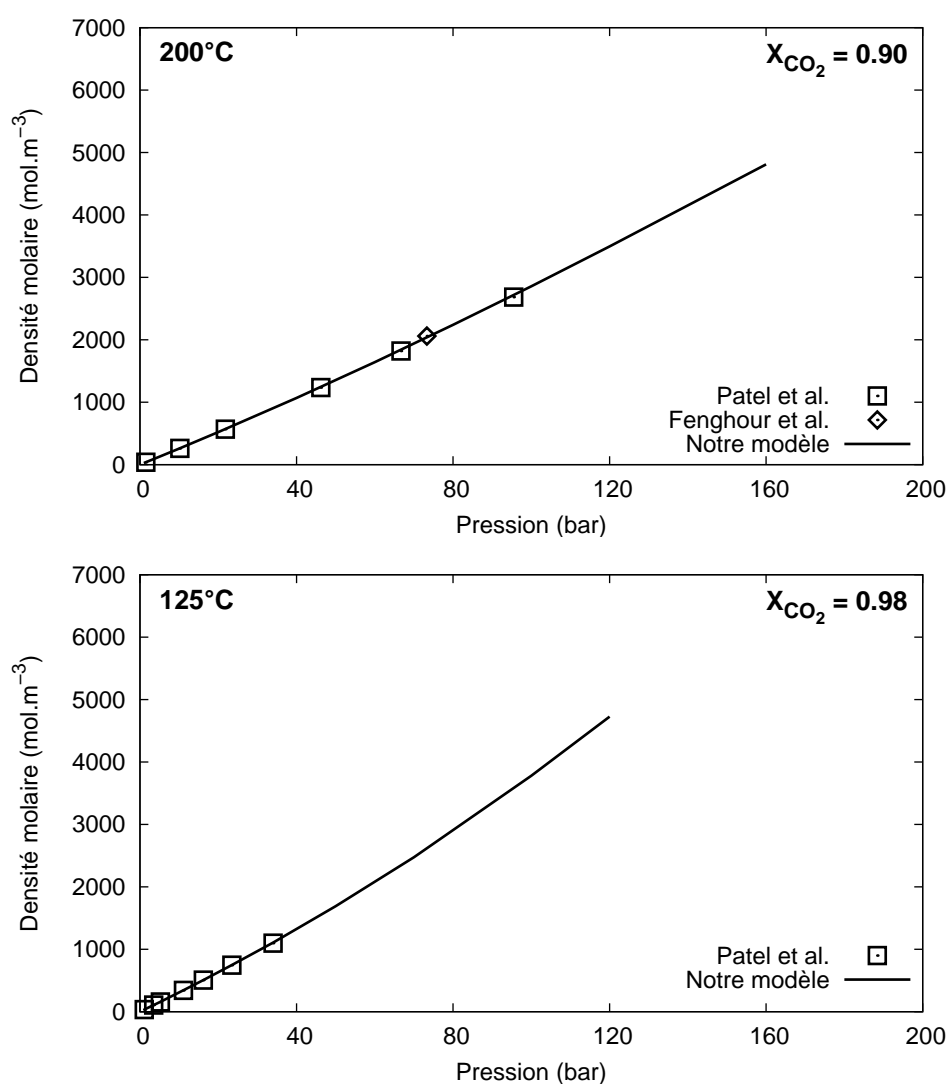 7000
200°C X_CO₂ = 0.90
6000
5000
4000
3000
2000
1000
0
Densité molaire (mol.m⁻³)
Patel et al.
Fenghour et al.
Notre modèle
0 40 80 120 160 200
Pression (bar)
7000
125°C X_CO₂ = 0.98
6000
5000
4000
3000
2000
1000
0
Densité molaire (mol.m⁻³)
Patel et al.
Notre modèle
0 40 80 120 160 200
Pression (bar)